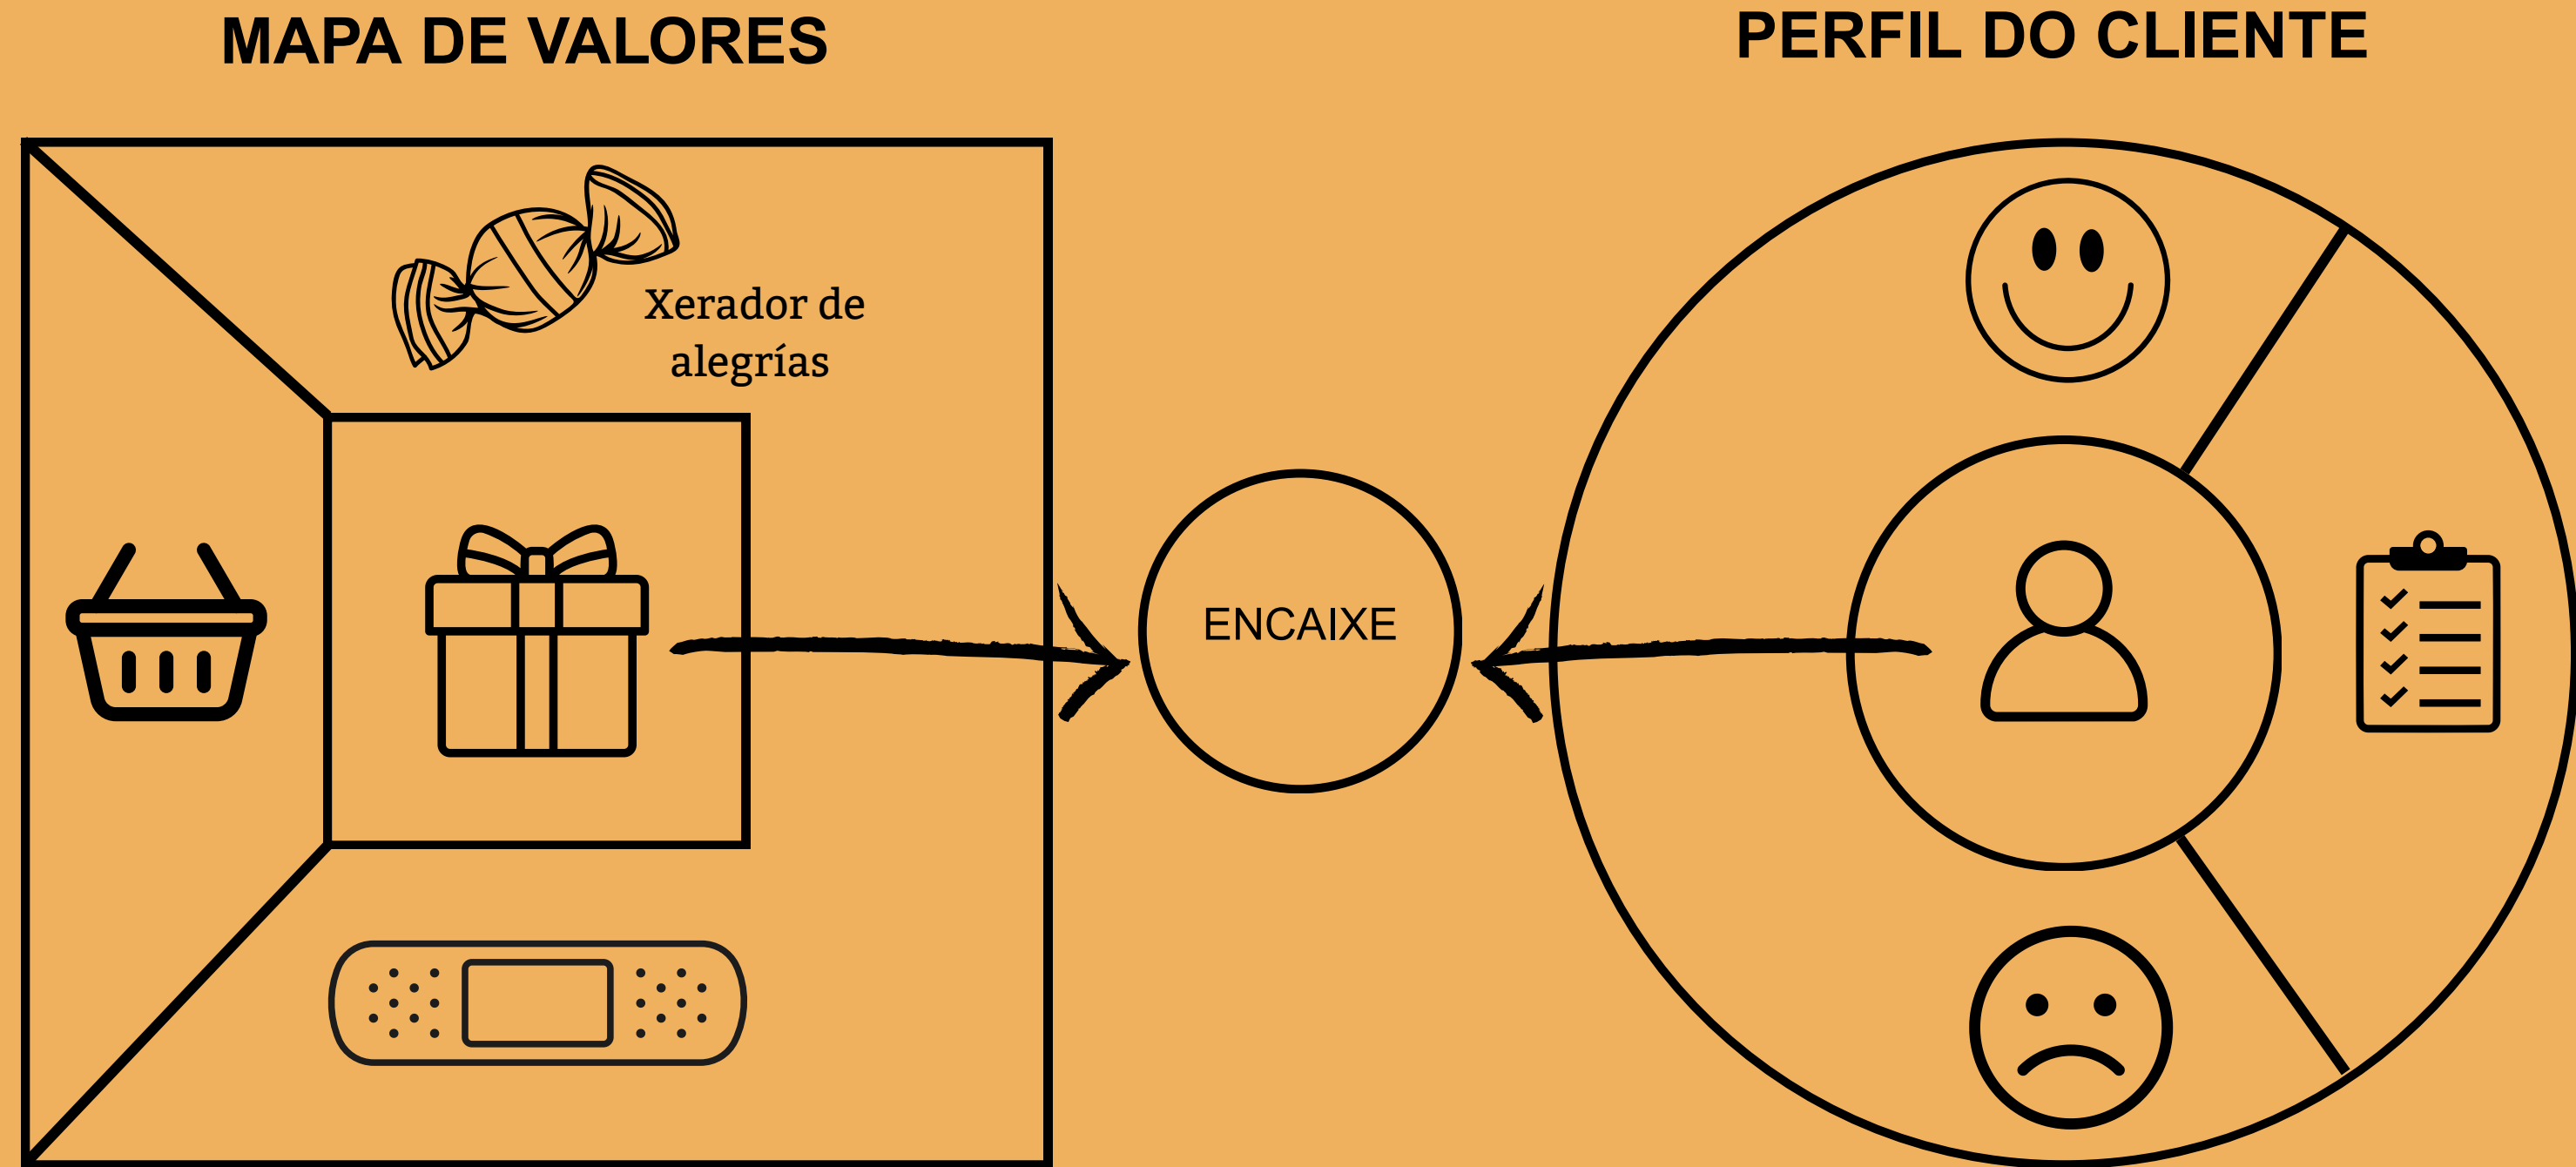 MAPA DE VALORES
PERFIL DO CLIENTE
Xerador de
alegrías
ENCAIXE